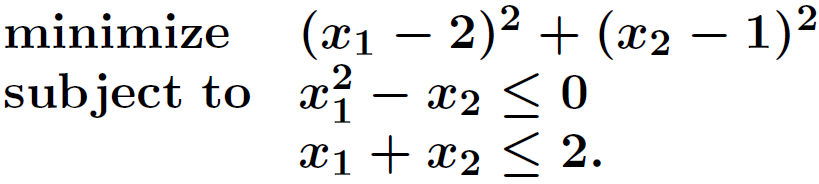 minimize (x₁ − 2)² + (x₂ − 1)²
subject to x₁² − x₂ ≤ 0
x₁ + x₂ ≤ 2.